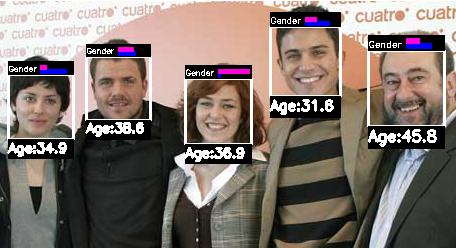 cuatro cuatro cuatro
cuatro cuatro cuatro
Gender
Gender
Gender
Gender
Gender
Age:34.9
Age:38.6
Age:36.9
Age:31.6
Age:45.8